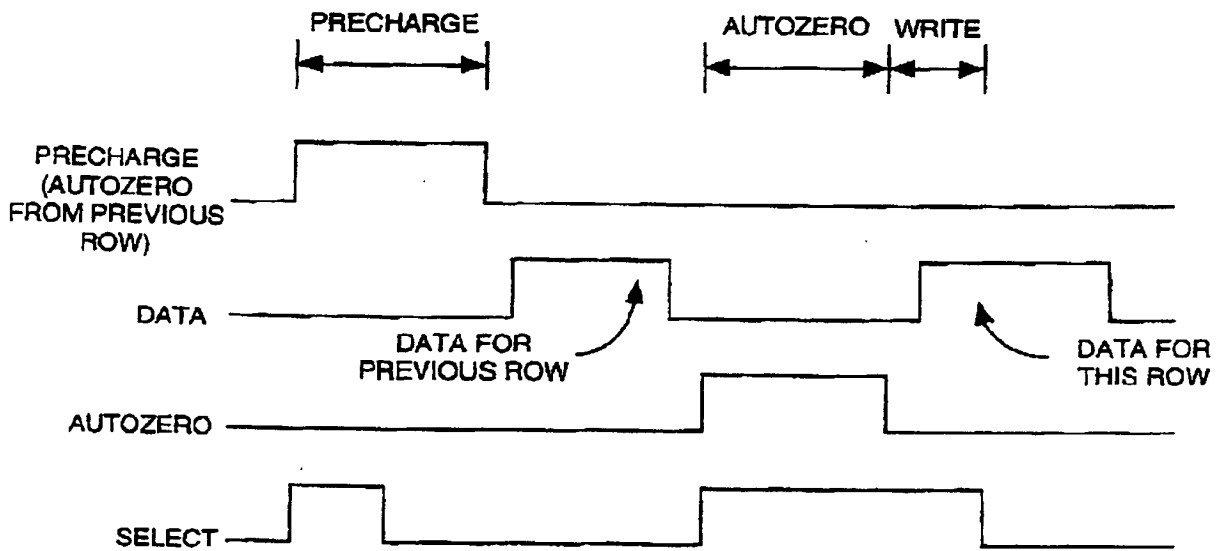 PRECHARGE
AUTOZERO
WRITE
PRECHARGE
(AUTOZERO
FROM PREVIOUS
ROW)
DATA
DATA FOR
PREVIOUS ROW
DATA FOR
THIS ROW
AUTOZERO
SELECT